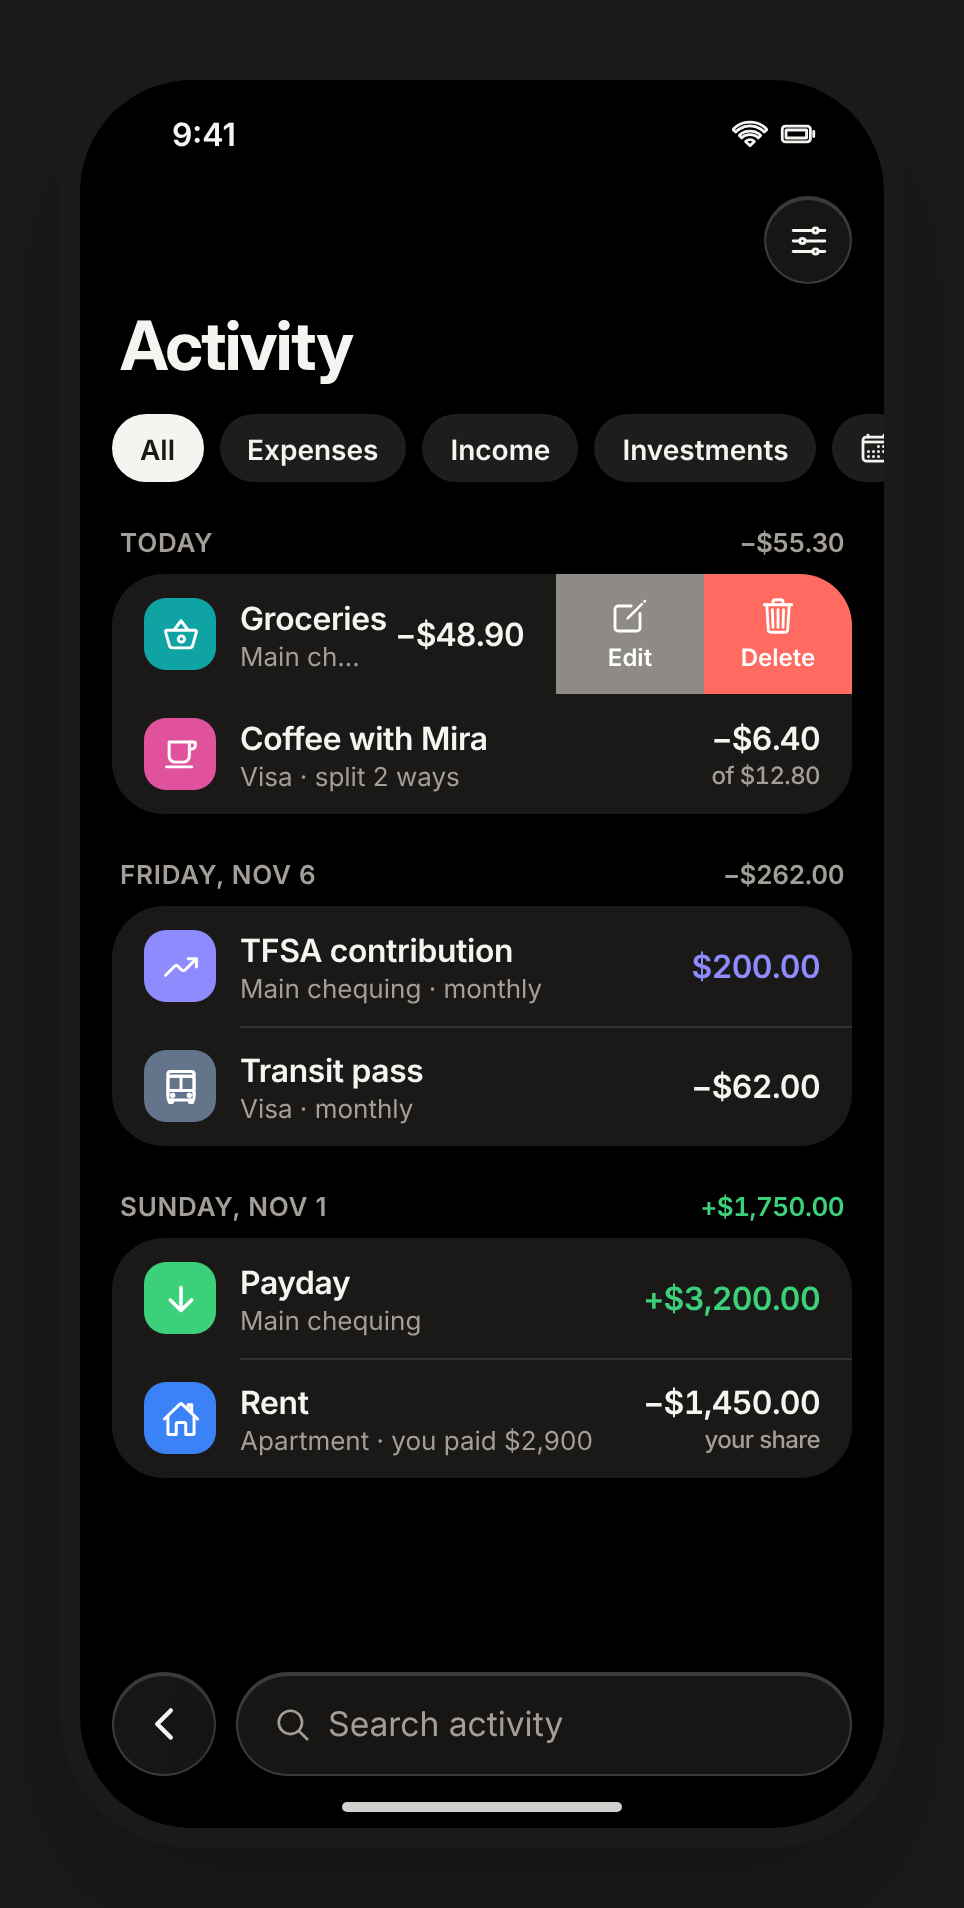 9:41
Activity
All
Expenses
Income
Investments
TODAY
−$55.30
Groceries
Main ch...
−$48.90
Edit
Delete
Coffee with Mira
Visa · split 2 ways
−$6.40
of $12.80
FRIDAY, NOV 6
−$262.00
TFSA contribution
Main chequing · monthly
$200.00
Transit pass
Visa · monthly
−$62.00
SUNDAY, NOV 1
+$1,750.00
Payday
Main chequing
+$3,200.00
Rent
Apartment · you paid $2,900
−$1,450.00
your share
Search activity